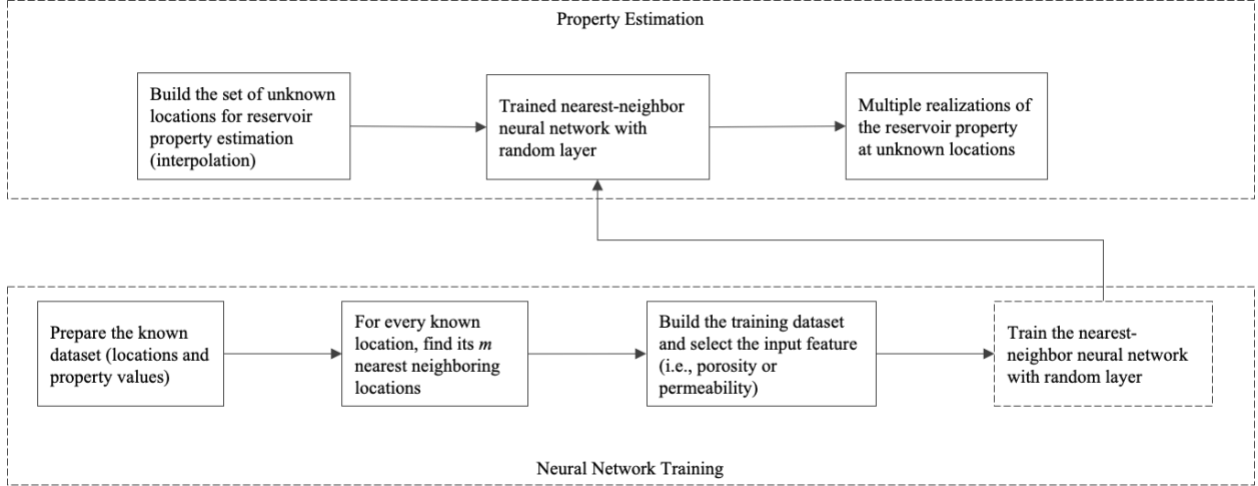 Property Estimation
Build the set of unknown
locations for reservoir
property estimation
(interpolation)
Trained nearest-neighbor
neural network with
random layer
Multiple realizations of
the reservoir property
at unknown locations
Prepare the known
dataset (locations and
property values)
For every known
location, find its m
nearest neighboring
locations
Build the training dataset
and select the input feature
(i.e., porosity or
permeability)
Train the nearest-
neighbor neural network
with random layer
Neural Network Training